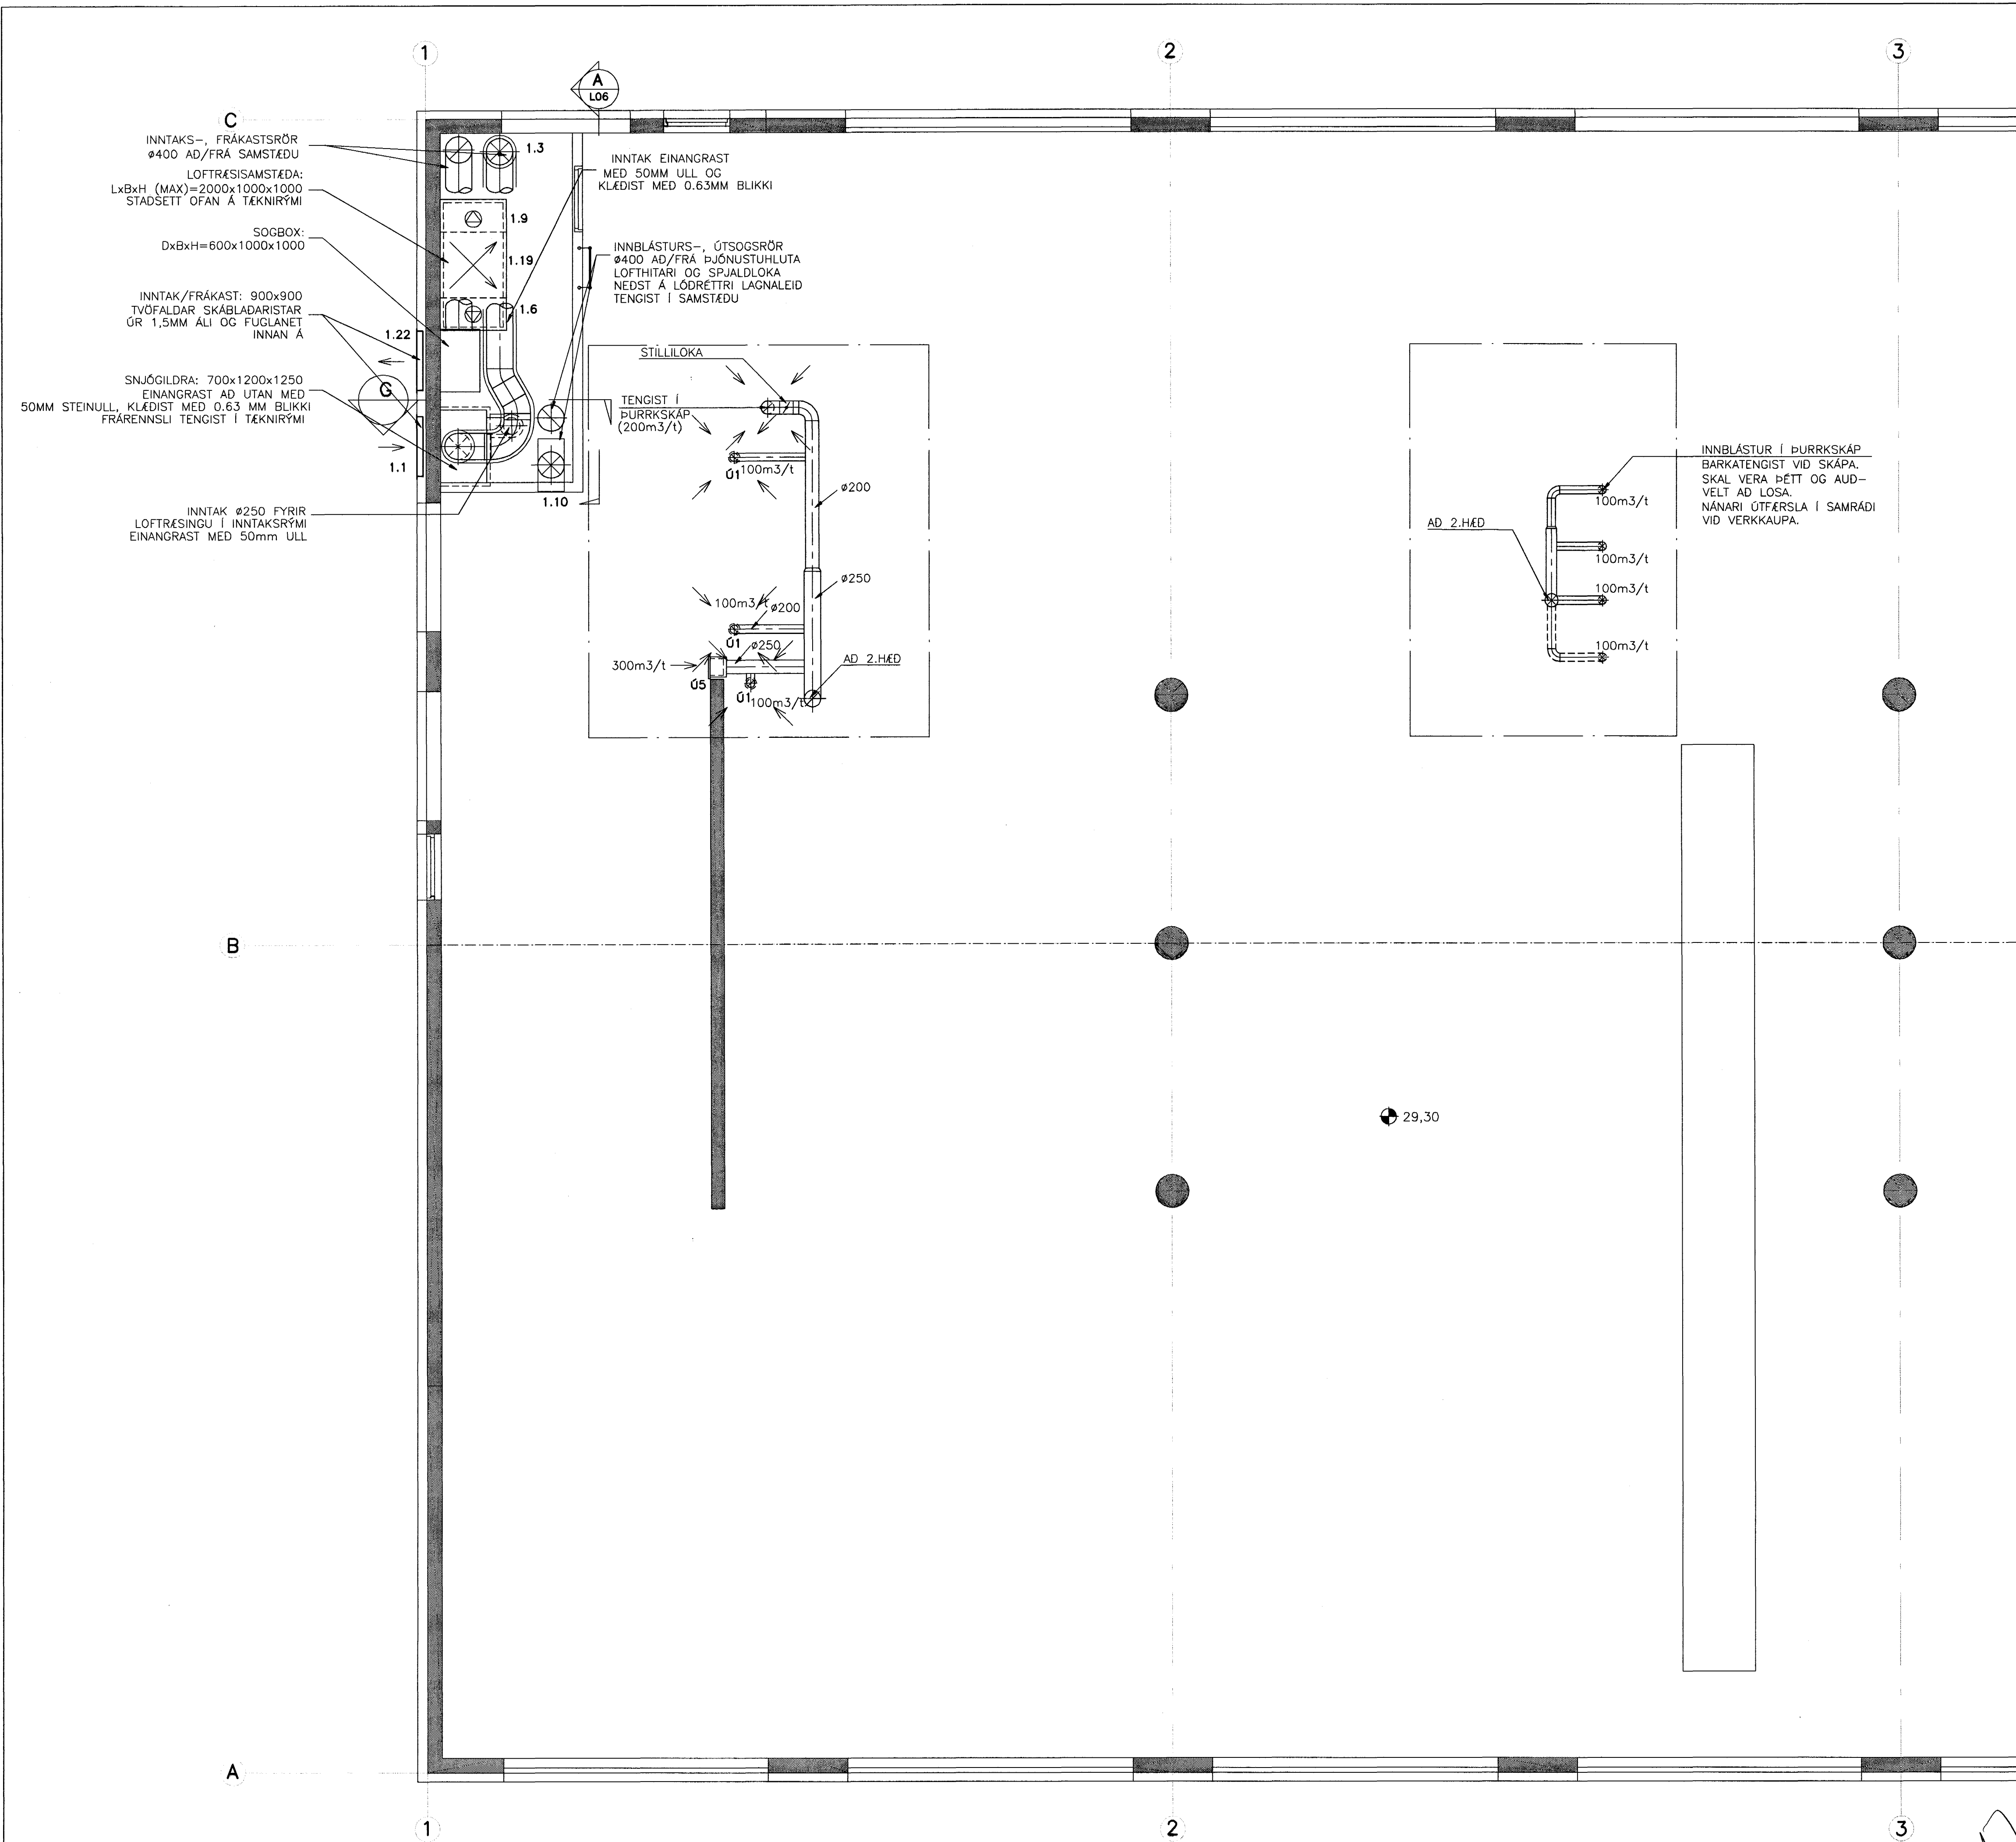 1
2
3
A
L06
C
INNTAKS-, FRÁKASTSRÖR
ø400 AÐ/FRÁ SAMSTÆÐU
LOFTRÆSISAMSTÆÐA:
LxBxH (MAX)=2000x1000x1000
STAÐSETT OFAN Á TÆKNIRÝMI
SOGBOX:
DxBxH=600x1000x1000
INNTAK/FRÁKAST: 900x900
TVÖFALDAR SKÁBLAÐARISTAR
ÚR 1,5MM ÁLI OG FUGLANET
INNAN Á
SNJÓGILDRA: 700x1200x1250
EINANGRAST AÐ UTAN MEÐ
50MM STEINULL, KLÆÐIST MEÐ 0.63 MM BLIKKI
FRÁRENNSLI TENGIST Í TÆKNIRÝMI
INNTAK ø250 FYRIR
LOFTRÆSINGU Í INNTAKSRÝMI
EINANGRAST MEÐ 50mm ULL
1.3
1.9
1.19
1.6
1.22
G
1.1
1.10
INNTAK EINANGRAST
MEÐ 50MM ULL OG
KLÆÐIST MEÐ 0.63MM BLIKKI
INNBLÁSTURS-, ÚTSOGSRÖR
ø400 AÐ/FRÁ ÞJÓNUSTUHLUTA
LOFTHITARI OG SPJALDLOKA
NEÐST Á LÓÐRÉTTRI LAGNALEIÐ
TENGIST Í SAMSTÆÐU
STILLILOKA
TENGIST Í
ÞURRKSKÁP
(200m3/t)
Ú1
100m3/t
ø200
ø250
100m3/t
ø200
Ú1
ø250
300m3/t
AÐ 2.HÆÐ
Ú5
Ú1
100m3/t
INNBLÁSTUR Í ÞURRKSKÁP
BARKATENGIST VIÐ SKÁPA.
SKAL VERA ÞÉTT OG AUÐ-
VELT AÐ LOSA.
NÁNARI ÚTFÆRSLA Í SAMRÁÐI
VIÐ VERKKAUPA.
AÐ 2.HÆÐ
100m3/t
100m3/t
100m3/t
100m3/t
B
29,30
A
1
2
3